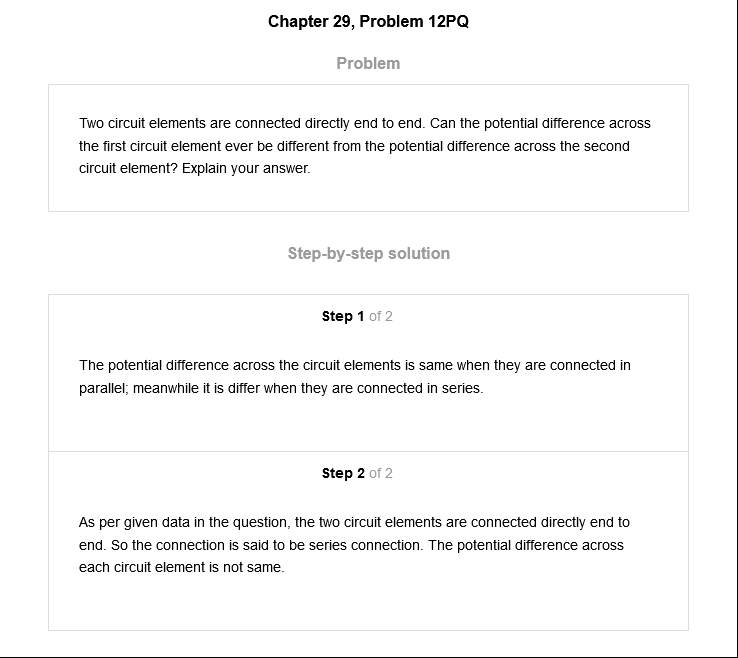 Chapter 29, Problem 12PQ
Problem
Two circuit elements are connected directly end to end. Can the potential difference across
the first circuit element ever be different from the potential difference across the second
circuit element? Explain your answer.
Step-by-step solution
Step 1 of 2
The potential difference across the circuit elements is same when they are connected in
parallel; meanwhile it is differ when they are connected in series.
Step 2 of 2
As per given data in the question, the two circuit elements are connected directly end to
end. So the connection is said to be series connection. The potential difference across
each circuit element is not same.